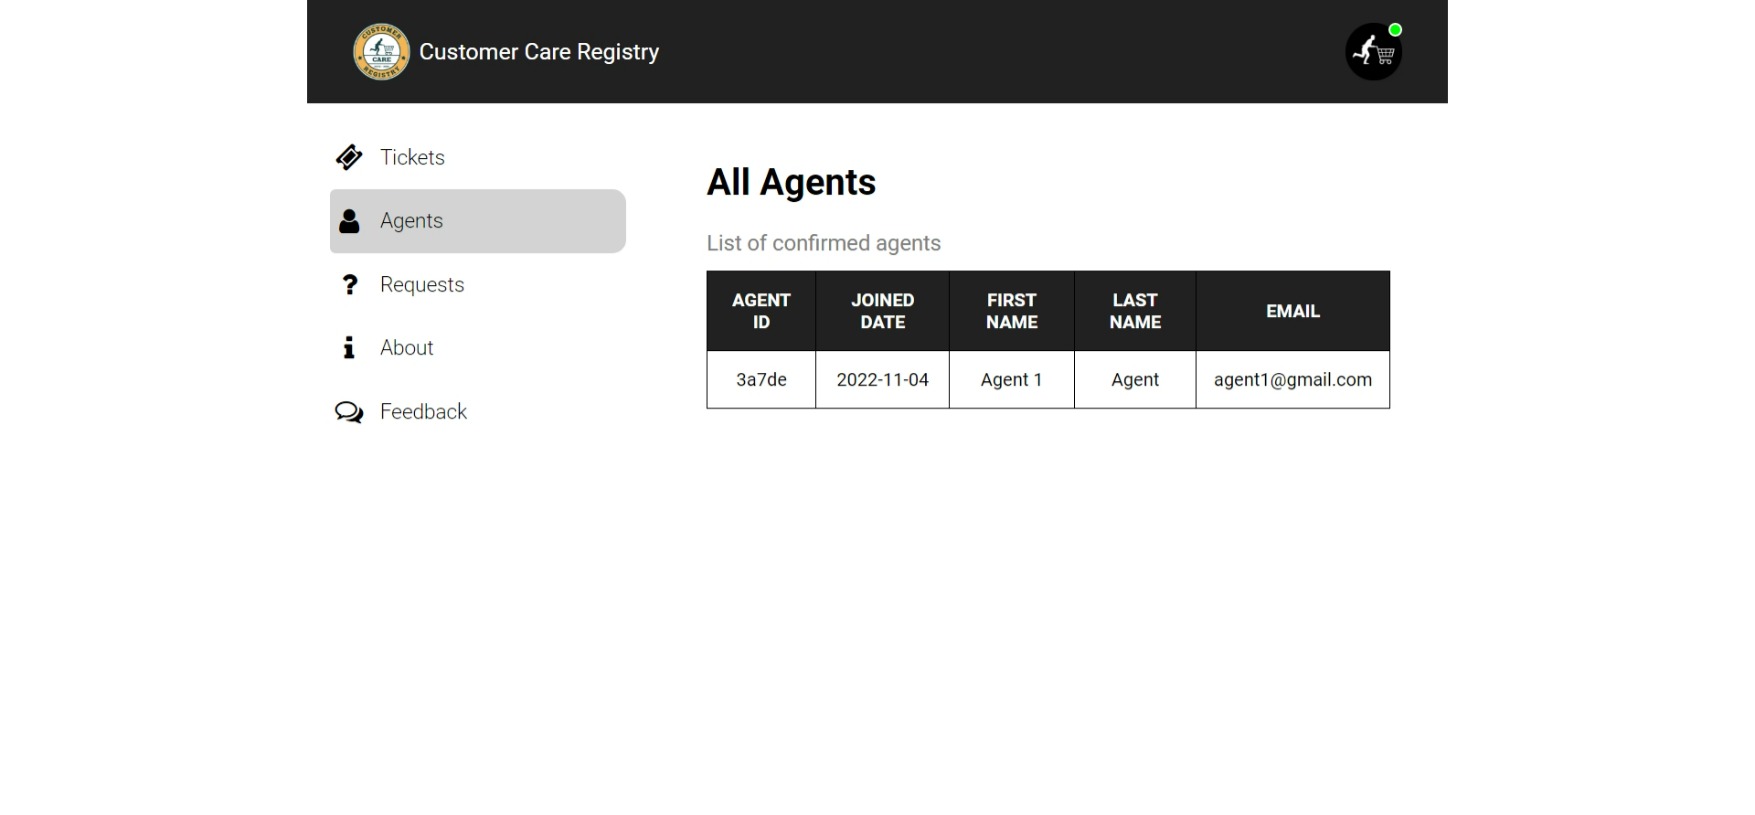 CUSTOMER
CARE
REGISTRY
Customer Care Registry
Tickets
Agents
Requests
About
Feedback
All Agents
List of confirmed agents
AGENT ID
JOINED DATE
FIRST NAME
LAST NAME
EMAIL
3a7de
2022-11-04
Agent 1
Agent
agent1@gmail.com